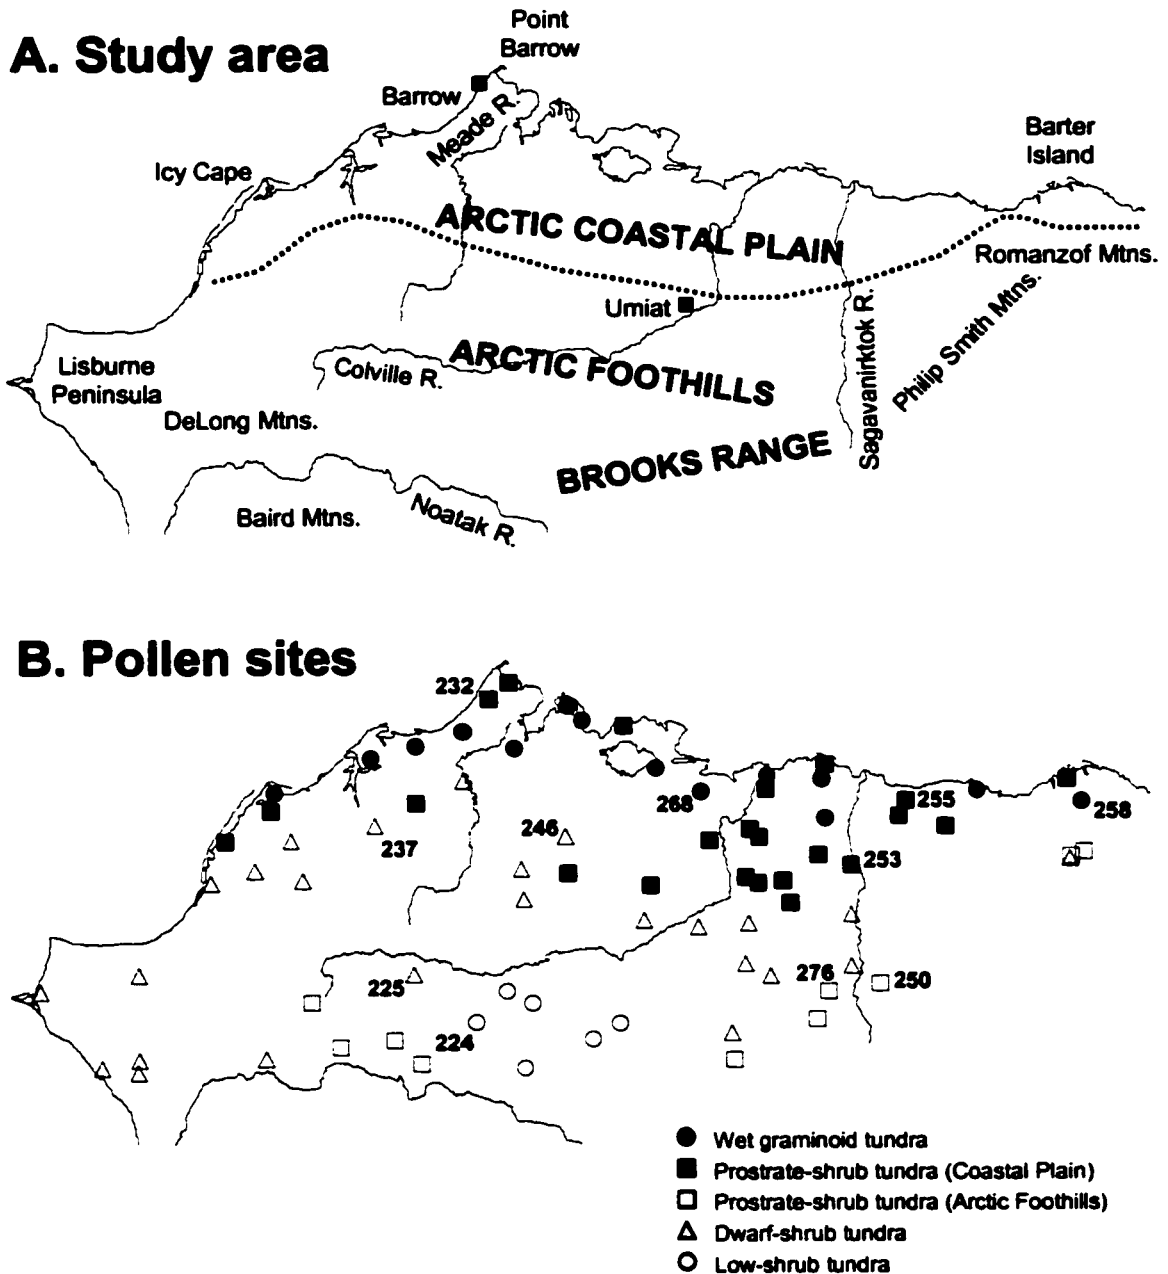 A. Study area
Point
Barrow
Barrow
Meade R.
Icy Cape
Barter
Island
ARCTIC COASTAL PLAIN
Romanzof Mtns.
Umiat
Sagavanirktok R.
Philip Smith Mtns.
Lisburne
Peninsula
Colville R.
ARCTIC FOOTHILLS
DeLong Mtns.
BROOKS RANGE
Baird Mtns.
Noatak R.
B. Pollen sites
232
268
255
258
237
246
253
225
276
250
224
Wet graminoid tundra
Prostrate-shrub tundra (Coastal Plain)
Prostrate-shrub tundra (Arctic Foothills)
Dwarf-shrub tundra
Low-shrub tundra